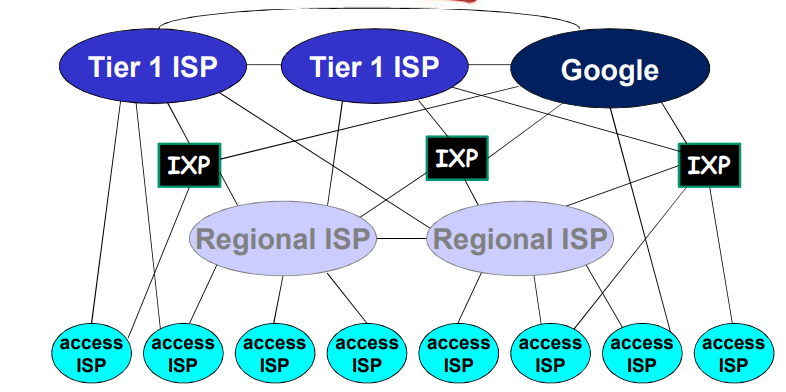 Tier 1 ISP
Tier 1 ISP
Google
IXP
IXP
IXP
Regional ISP
Regional ISP
access
ISP
access
ISP
access
ISP
access
ISP
access
ISP
access
ISP
access
ISP
access
ISP